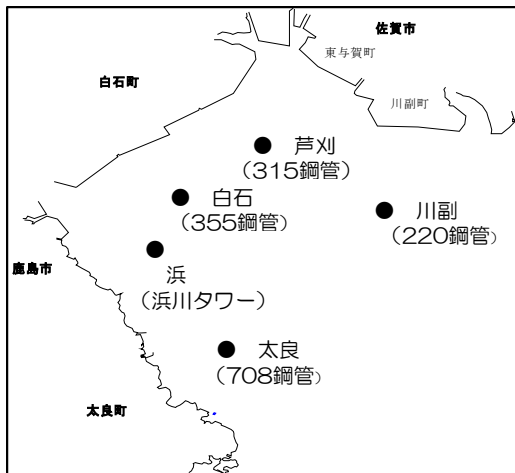 佐賀市
東与賀町
白石町
川副町
芦刈
(315鋼管)
白石
(355鋼管)
川副
(220鋼管)
鹿島市
浜
(浜川タワー)
太良
(708鋼管)
太良町